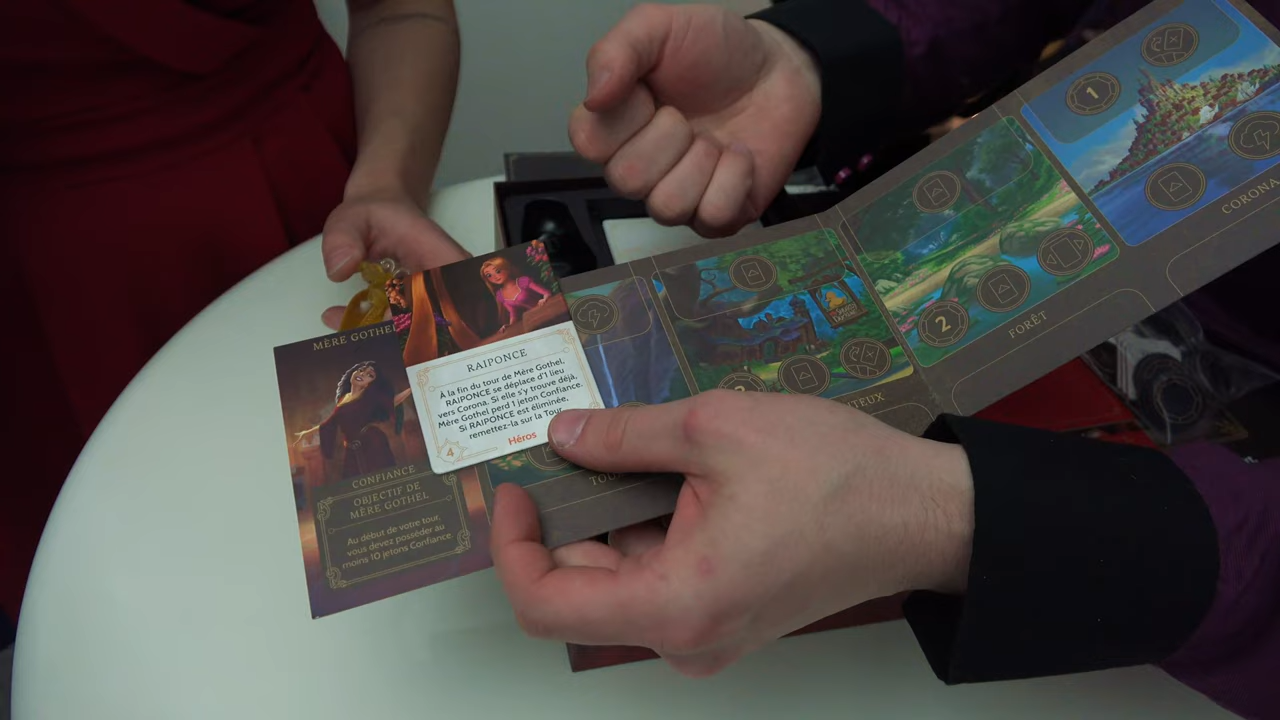 MÈRE GOTHEL
CONFIANCE
OBJECTIF DE
MÈRE GOTHEL
Au début de votre tour,
vous devez posséder au
moins 10 jetons Confiance.
RAIPONCE
À la fin du tour de Mère Gothel,
RAIPONCE se déplace d'1 lieu
vers Corona. Si elle s'y trouve déjà,
Mère Gothel perd 1 jeton Confiance.
Si RAIPONCE est éliminée,
remettez-la sur la Tour.
Héros
4
2
FORÊT
1
CORONA